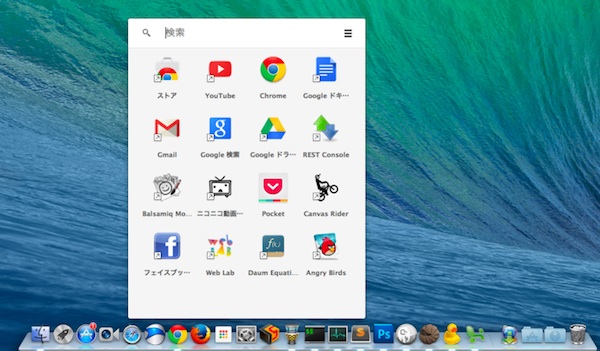 検索
ストア
YouTube
Chrome
Google ドキ…
Gmail
Google 検索
Google ドラ…
REST Console
Balsamiq Mo…
ニコニコ動画…
Pocket
Canvas Rider
フェイスブッ…
Web Lab
Daum Equati…
Angry Birds